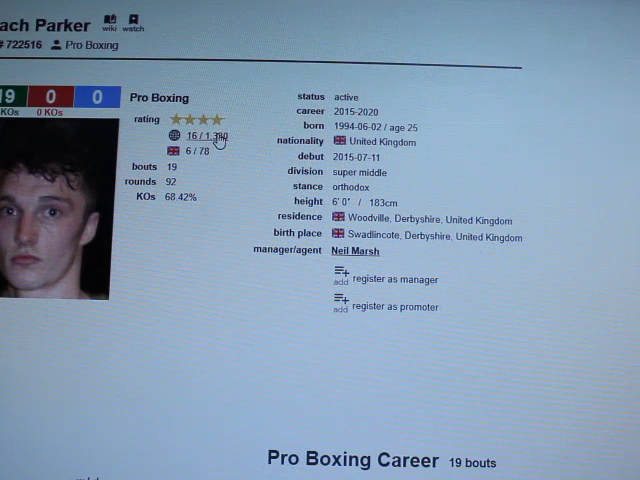 ach Parker wiki watch
# 722516 Pro Boxing
19 0 0
KOs 0 KOs
Pro Boxing
rating
16 / 1,
6 / 78
bouts 19
rounds 92
KOs 68.42%
status active
career 2015-2020
born 1994-06-02 / age 25
nationality United Kingdom
debut 2015-07-11
division super middle
stance orthodox
height 6' 0" / 183cm
residence Woodville, Derbyshire, United Kingdom
birth place Swadlincote, Derbyshire, United Kingdom
manager/agent Neil Marsh
add register as manager
add register as promoter
Pro Boxing Career 19 bouts